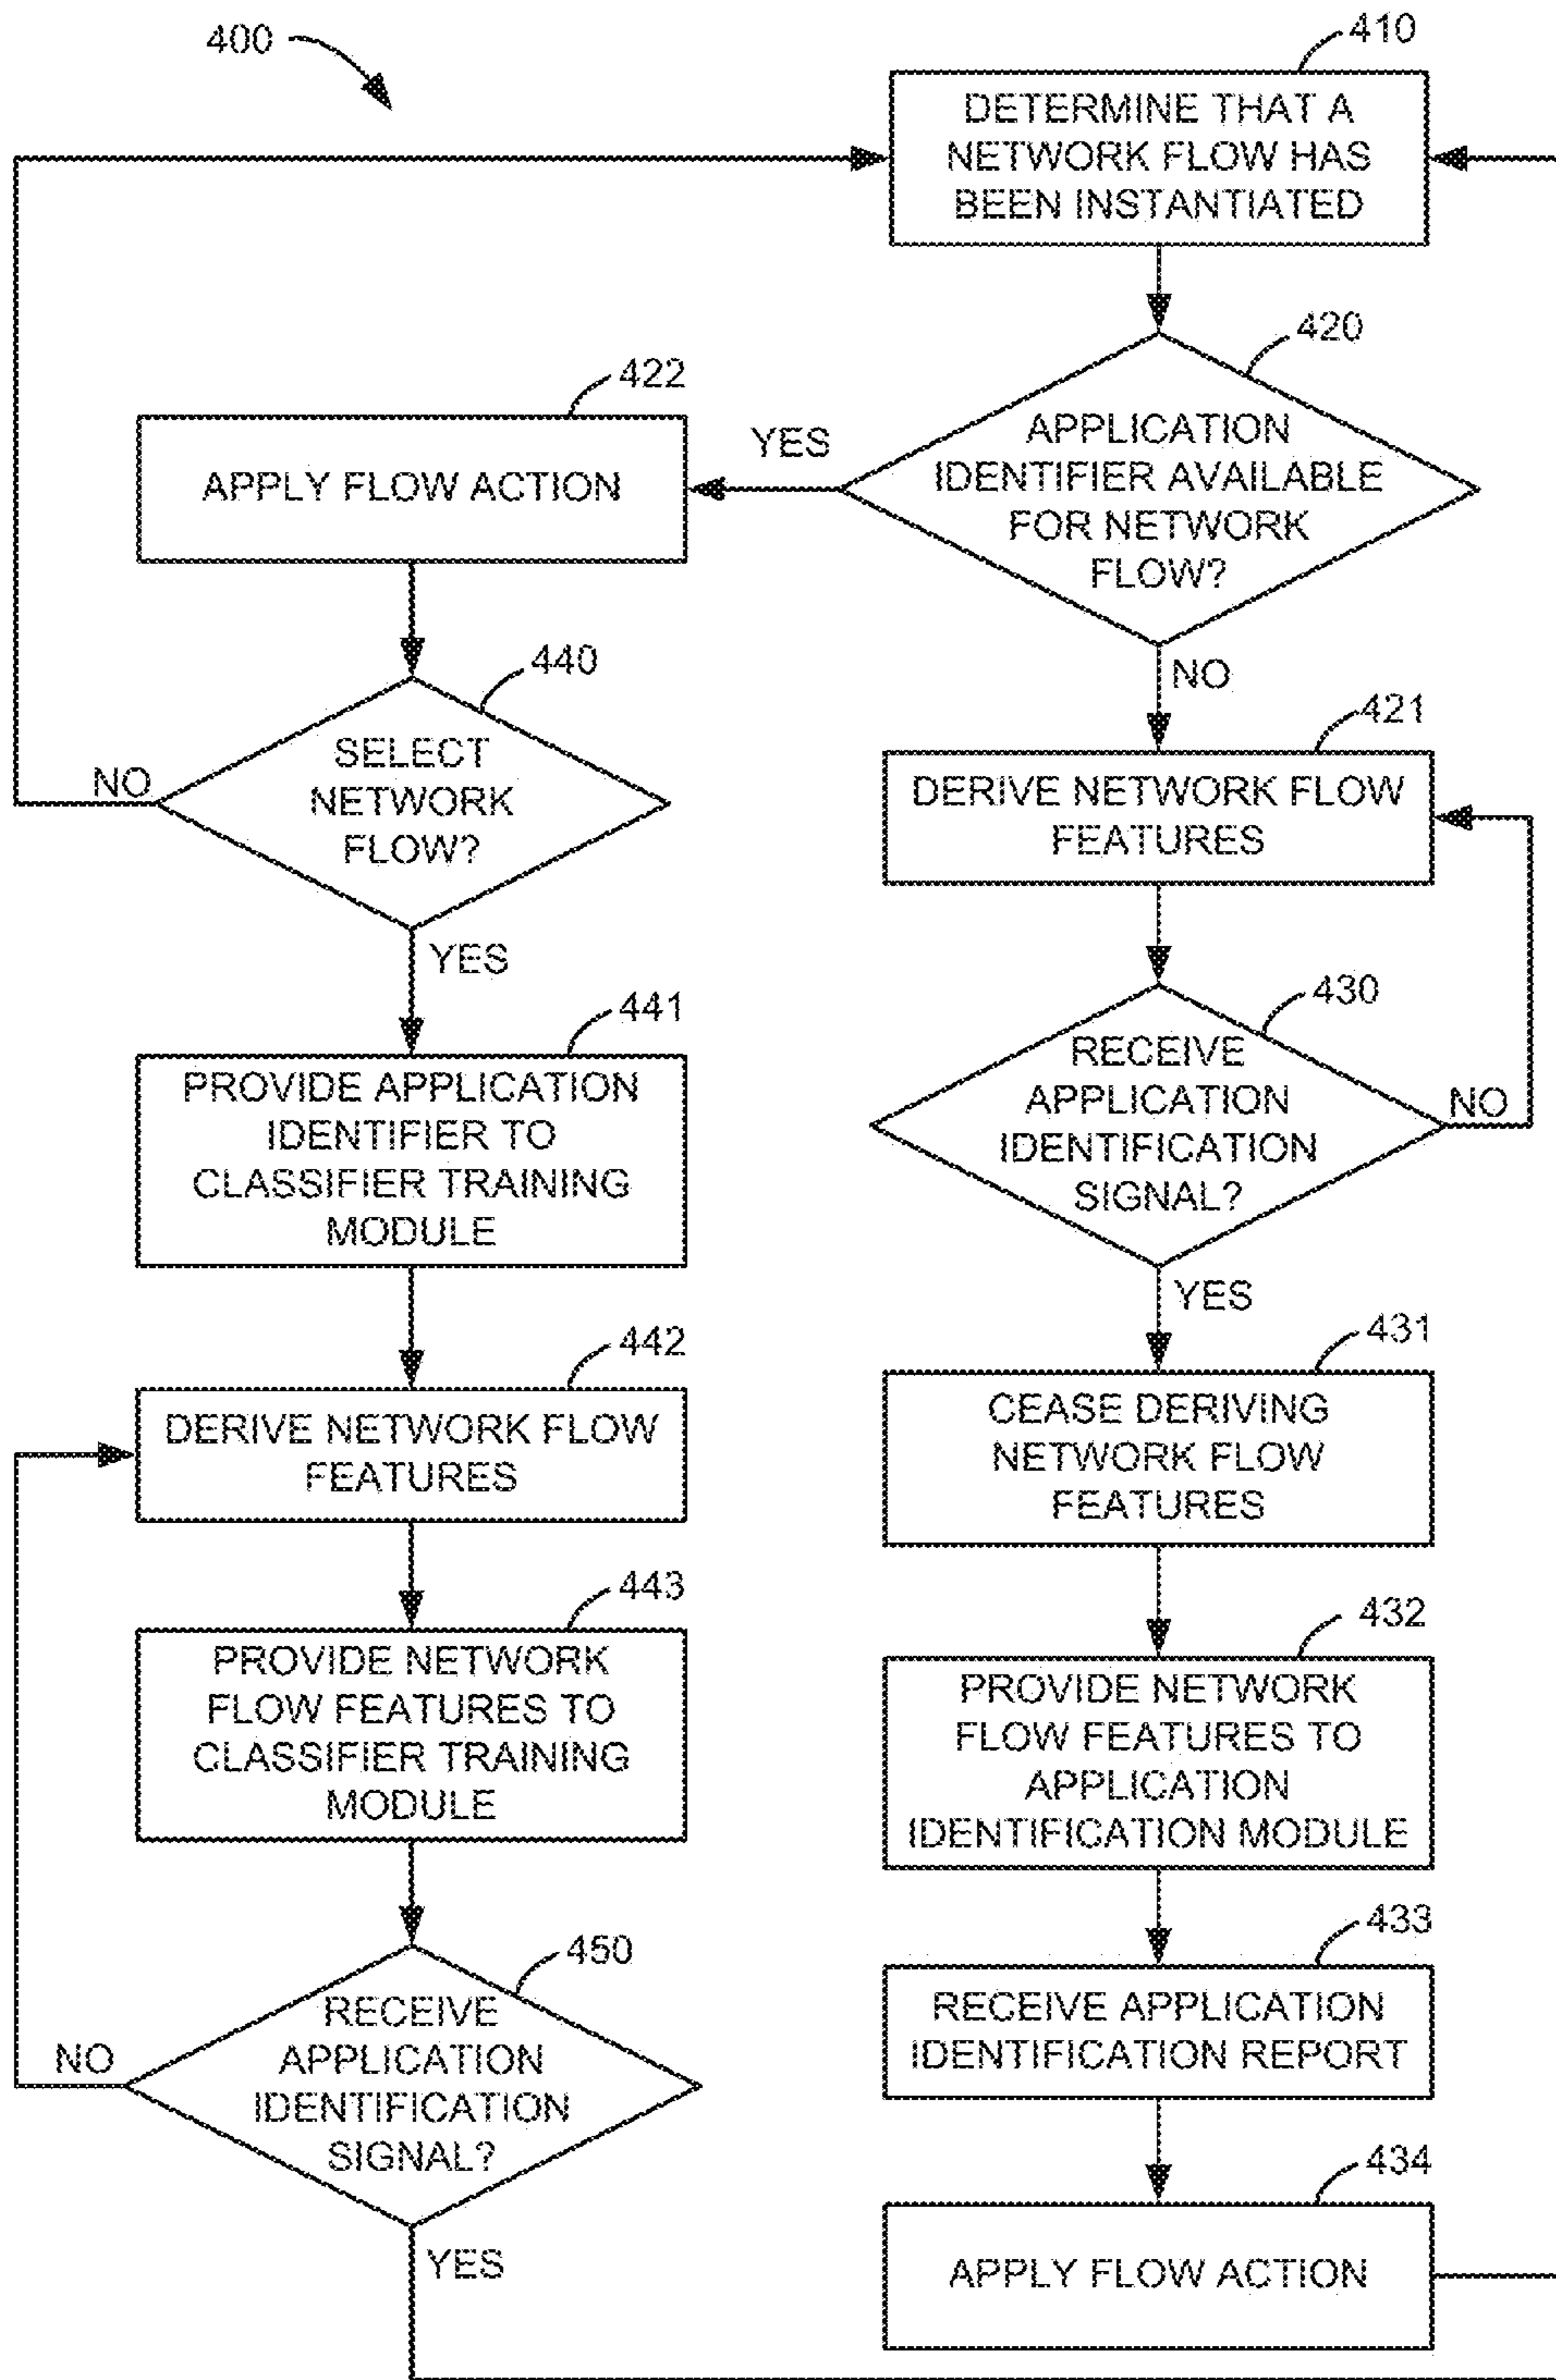 400
410
DETERMINE THAT A
NETWORK FLOW HAS
BEEN INSTANTIATED
420
APPLICATION
IDENTIFIER AVAILABLE
FOR NETWORK
FLOW?
YES
NO
422
APPLY FLOW ACTION
440
SELECT
NETWORK
FLOW?
NO
YES
441
PROVIDE APPLICATION
IDENTIFIER TO
CLASSIFIER TRAINING
MODULE
442
DERIVE NETWORK FLOW
FEATURES
443
PROVIDE NETWORK
FLOW FEATURES TO
CLASSIFIER TRAINING
MODULE
450
RECEIVE
APPLICATION
IDENTIFICATION
SIGNAL?
NO
YES
421
DERIVE NETWORK FLOW
FEATURES
430
RECEIVE
APPLICATION
IDENTIFICATION
SIGNAL?
NO
YES
431
CEASE DERIVING
NETWORK FLOW
FEATURES
432
PROVIDE NETWORK
FLOW FEATURES TO
APPLICATION
IDENTIFICATION MODULE
433
RECEIVE APPLICATION
IDENTIFICATION REPORT
434
APPLY FLOW ACTION